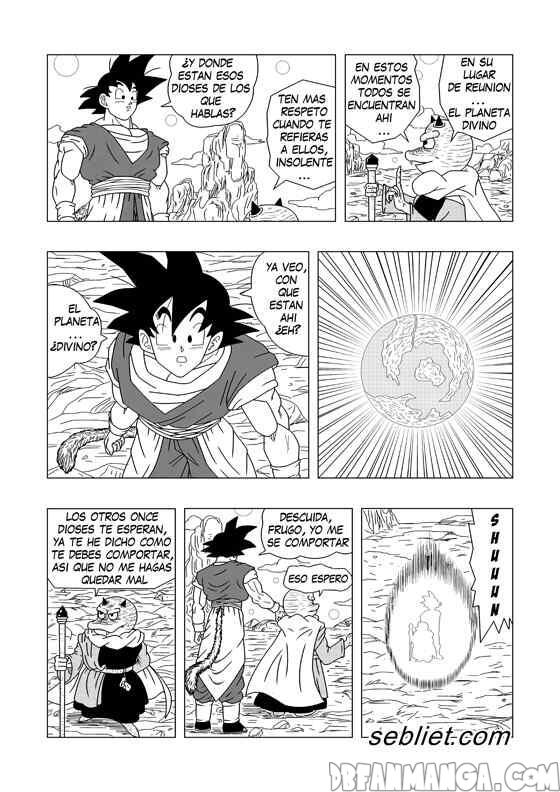 ¿Y DONDE
ESTAN ESOS
DIOSES DE
LOS QUE
HABLAS?
TEN MAS
RESPETO
CUANDO TE
REFIERAS
A ELLOS,
INSOLENTE
...
EN ESTOS
MOMENTOS
TODOS SE
ENCUENTRAN
AHI
...
EN SU
LUGAR
DE REUNION
...
EL PLANETA
DIVINO
YA VEO,
CON
QUE
ESTAN
AHI
¿EH?
EL
PLANETA
...
¿DIVINO?
LOS OTROS ONCE
DIOSES TE ESPERAN,
YA TE HE DICHO COMO
TE DEBES COMPORTAR,
ASI QUE NO ME HAGAS
QUEDAR MAL
DESCUIDA,
FRUGO, YO ME
SE COMPORTAR
ESO ESPERO
SHUUUN
sebliet.com
DBFANMANGA.COM